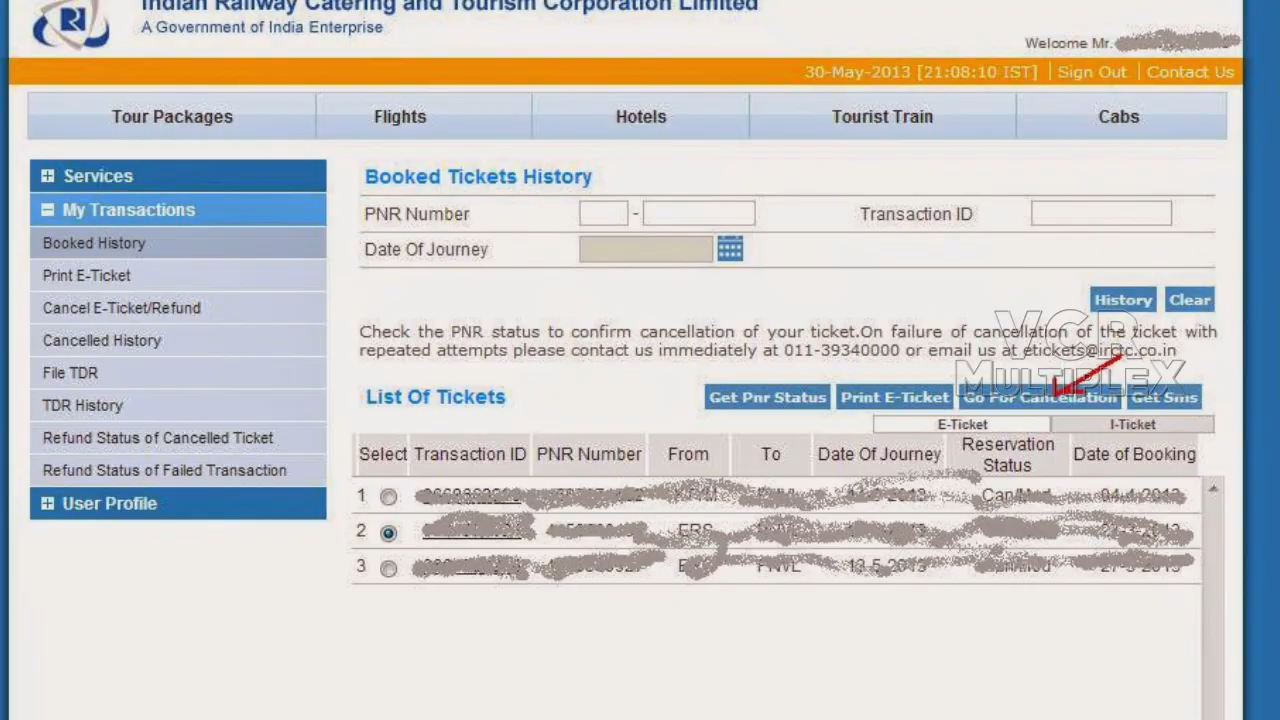 Indian Railway Catering and Tourism Corporation Limited
A Government of India Enterprise
Welcome Mr.
30-May-2013 [21:08:10 IST] Sign Out Contact Us
Tour Packages Flights Hotels Tourist Train Cabs
Services
My Transactions
Booked History
Print E-Ticket
Cancel E-Ticket/Refund
Cancelled History
File TDR
TDR History
Refund Status of Cancelled Ticket
Refund Status of Failed Transaction
User Profile
Booked Tickets History
PNR Number - Transaction ID
Date Of Journey
History Clear
Check the PNR status to confirm cancellation of your ticket.On failure of cancellation of the ticket with
repeated attempts please contact us immediately at 011-39340000 or email us at etickets@irctc.co.in
VCR
MULTIPLEX
List Of Tickets Get Pnr Status Print E-Ticket Go For Cancellation Get Sms
E-Ticket I-Ticket
Select Transaction ID PNR Number From To Date Of Journey Reservation Status Date of Booking
1
2 ERS
3